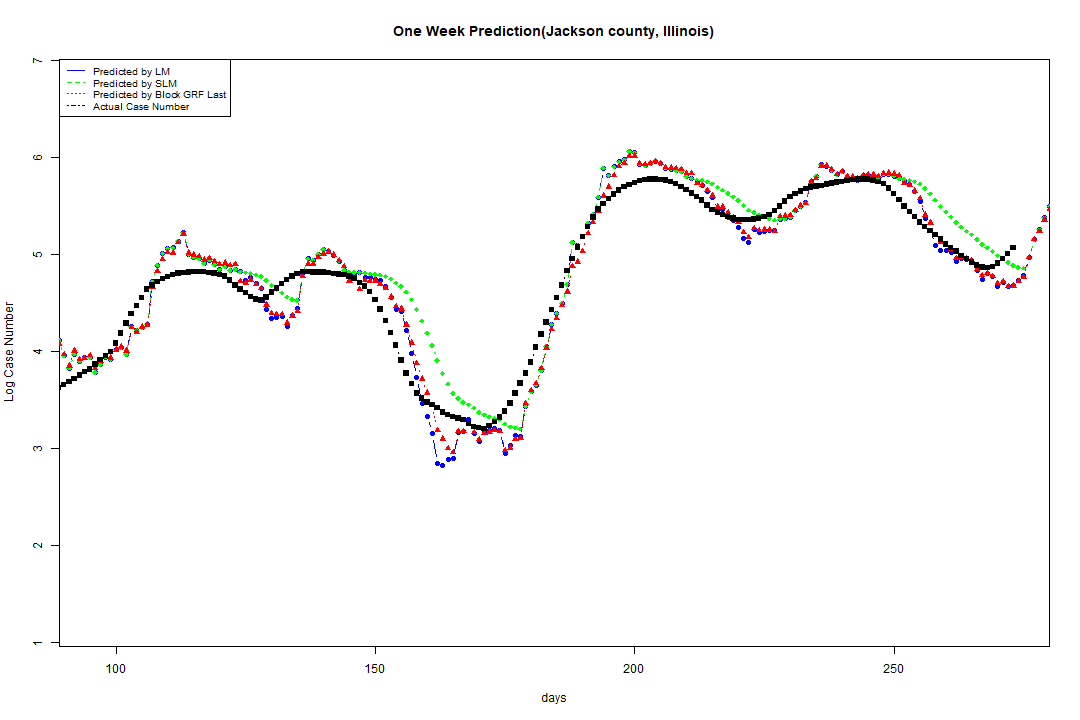 One Week Prediction(Jackson county, Illinois)
Predicted by LM
Predicted by SLM
Predicted by Block GRF Last
Actual Case Number
7
6
5
4
3
2
1
Log Case Number
100 150 200 250
days